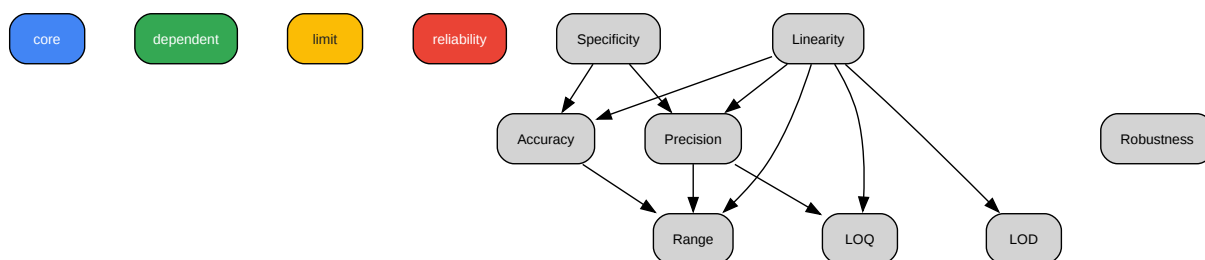 core
dependent
limit
reliability
Specificity
Linearity
Accuracy
Precision
Robustness
Range
LOQ
LOD